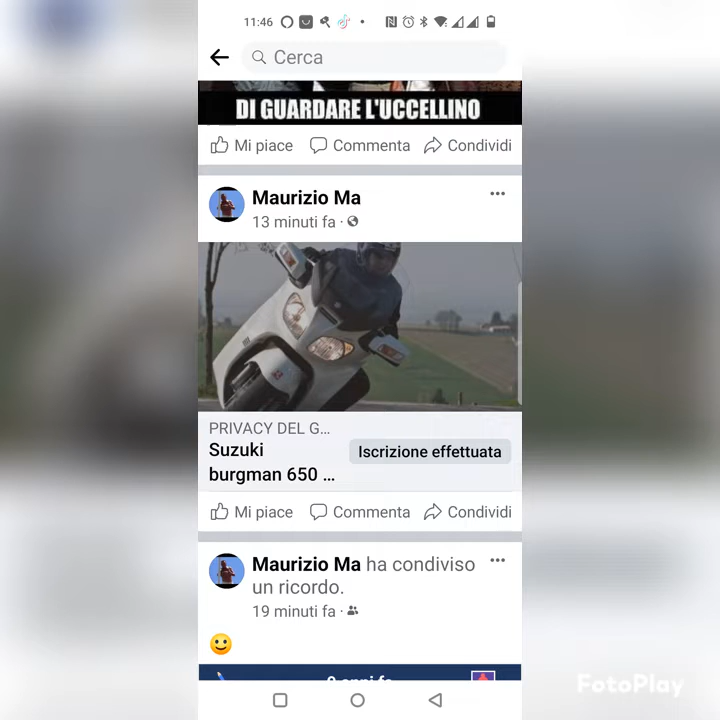 11:46
Cerca
DI GUARDARE L'UCCELLINO
Mi piace Commenta Condividi
Maurizio Ma
13 minuti fa ·
PRIVACY DEL G...
Suzuki
burgman 650 ...
Iscrizione effettuata
Mi piace Commenta Condividi
Maurizio Ma ha condiviso
un ricordo.
19 minuti fa ·
FotoPlay